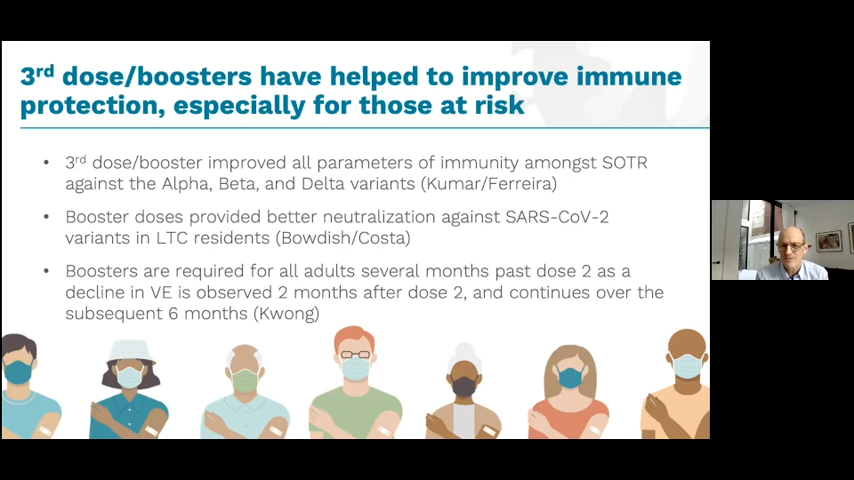 3rd dose/boosters have helped to improve immune
protection, especially for those at risk
• 3rd dose/booster improved all parameters of immunity amongst SOTR
against the Alpha, Beta, and Delta variants (Kumar/Ferreira)
• Booster doses provided better neutralization against SARS-CoV-2
variants in LTC residents (Bowdish/Costa)
• Boosters are required for all adults several months past dose 2 as a
decline in VE is observed 2 months after dose 2, and continues over the
subsequent 6 months (Kwong)